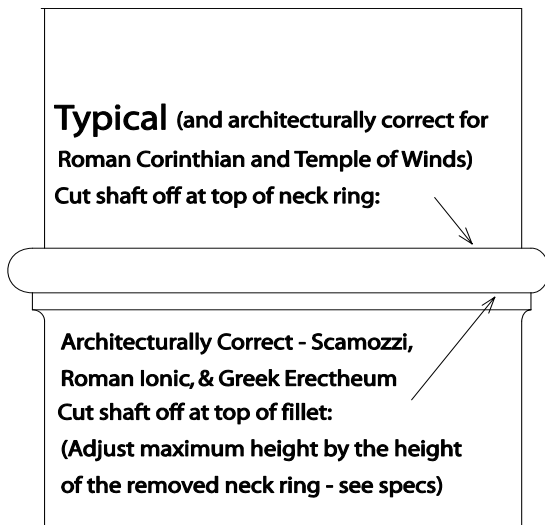 Typical (and architecturally correct for
Roman Corinthian and Temple of Winds)
Cut shaft off at top of neck ring:
Architecturally Correct - Scamozzi,
Roman Ionic, & Greek Erectheum
Cut shaft off at top of fillet:
(Adjust maximum height by the height
of the removed neck ring - see specs)